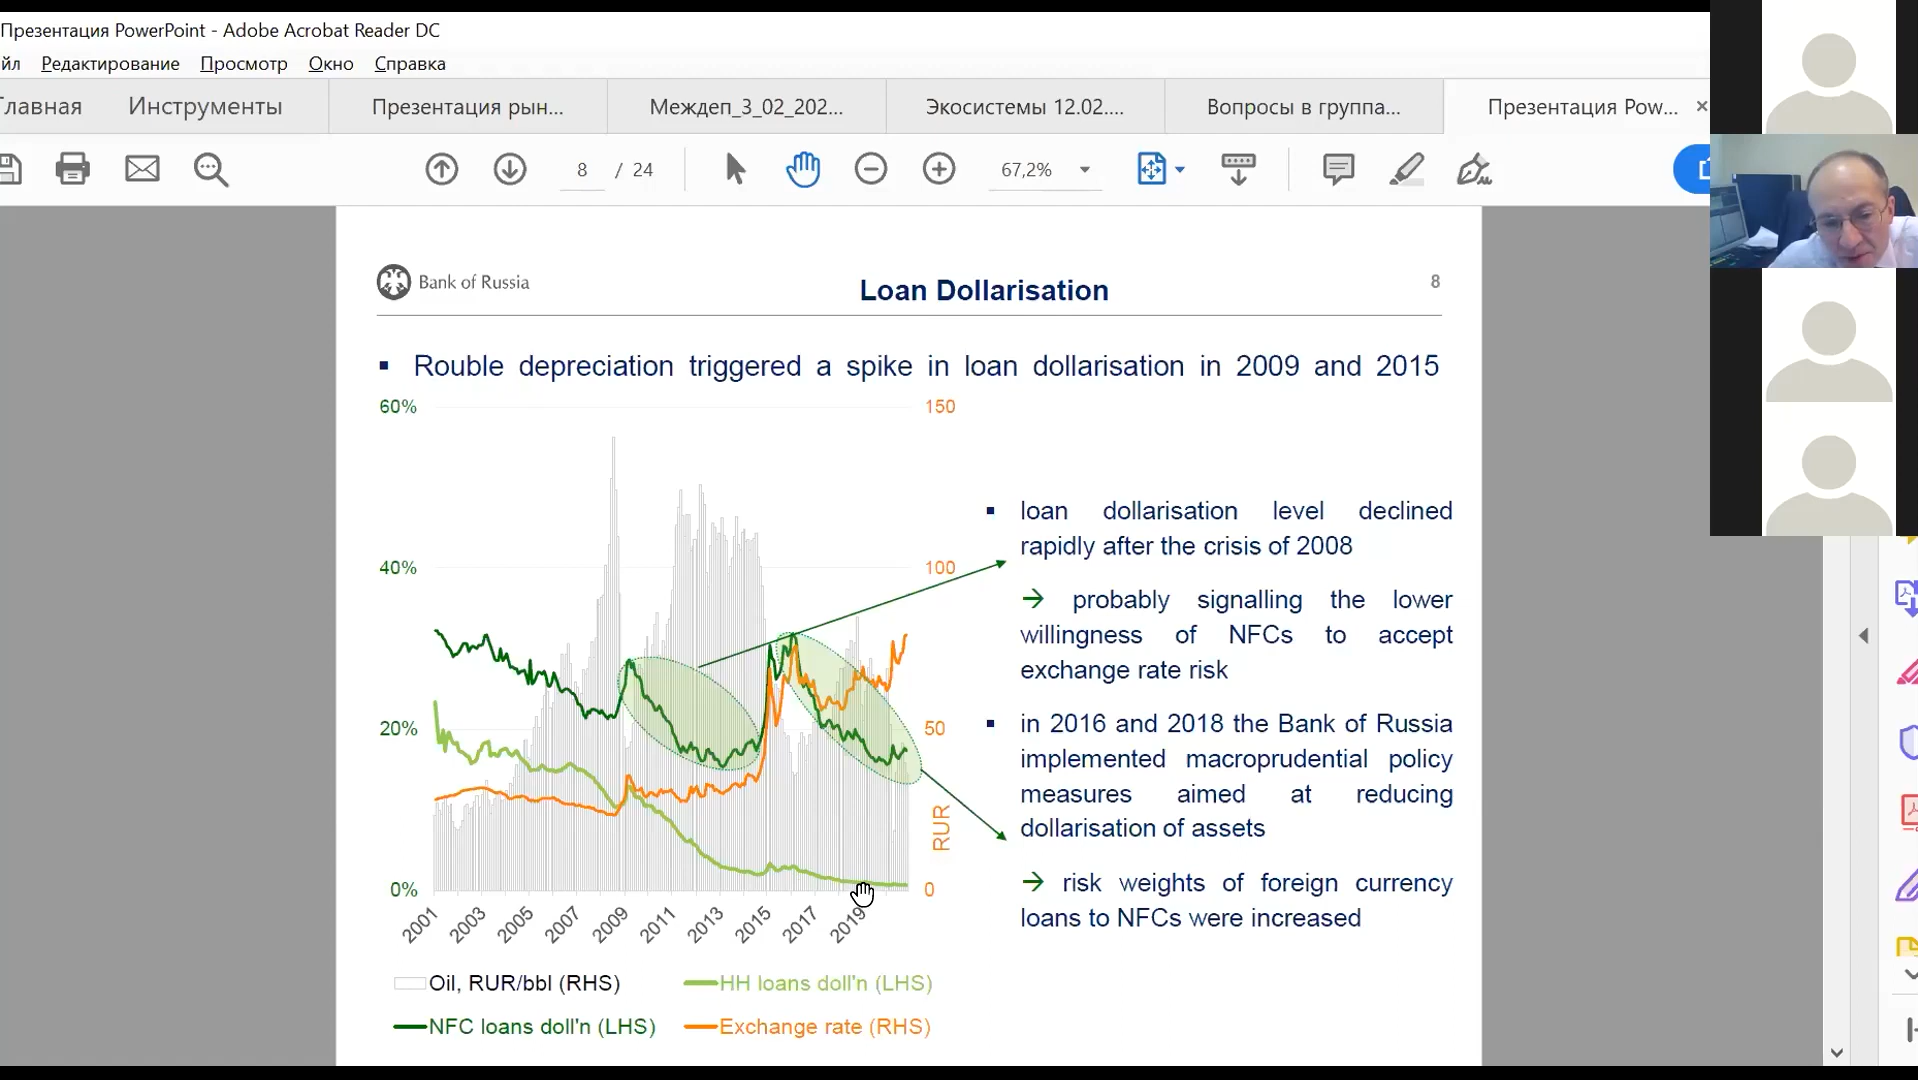 Презентация PowerPoint - Adobe Acrobat Reader DC
йл Редактирование Просмотр Окно Справка
Главная Инструменты Презентация рын... Междеп_3_02_202... Экосистемы 12.02.... Вопросы в группа... Презентация Pow... ×
8 / 24 67,2%
Bank of Russia
Loan Dollarisation
8
▪ Rouble depreciation triggered a spike in loan dollarisation in 2009 and 2015
60%
40%
20%
0%
150
100
50
0
RUR
2001 2003 2005 2007 2009 2011 2013 2015 2017 2019
Oil, RUR/bbl (RHS) HH loans doll'n (LHS)
NFC loans doll'n (LHS) Exchange rate (RHS)
▪ loan dollarisation level declined
rapidly after the crisis of 2008
→ probably signalling the lower
willingness of NFCs to accept
exchange rate risk
▪ in 2016 and 2018 the Bank of Russia
implemented macroprudential policy
measures aimed at reducing
dollarisation of assets
→ risk weights of foreign currency
loans to NFCs were increased